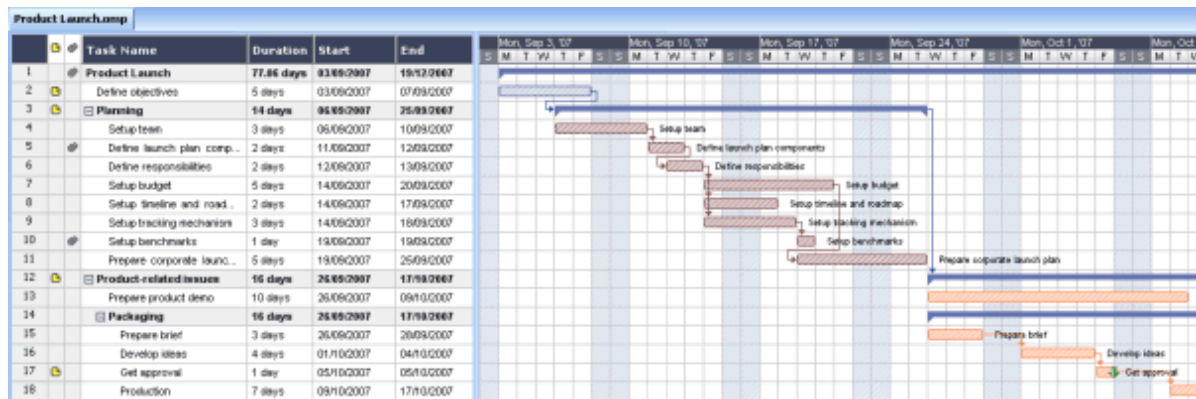 Product Launch.omp
Task Name Duration Start End
Mon, Sep 3, '07 Mon, Sep 10, '07 Mon, Sep 17, '07 Mon, Sep 24, '07 Mon, Oct 1, '07 Mon, Oct
S M T W T F S S M T W T F S S M T W T F S S M T W T F S S M T W T F S S M T W
1 Product Launch 77.86 days 03/09/2007 19/12/2007
2 Define objectives 5 days 03/09/2007 07/09/2007
3 Planning 14 days 06/09/2007 25/09/2007
4 Setup team 3 days 06/09/2007 10/09/2007 Setup team
5 Define launch plan comp... 2 days 11/09/2007 12/09/2007 Define launch plan components
6 Define responsibilities 2 days 12/09/2007 13/09/2007 Define responsibilities
7 Setup budget 5 days 14/09/2007 20/09/2007 Setup budget
8 Setup timeline and road... 2 days 14/09/2007 17/09/2007 Setup timeline and roadmap
9 Setup tracking mechanism 3 days 14/09/2007 18/09/2007 Setup tracking mechanism
10 Setup benchmarks 1 day 19/09/2007 19/09/2007 Setup benchmarks
11 Prepare corporate launc... 5 days 19/09/2007 25/09/2007 Prepare corporate launch plan
12 Product-related issues 16 days 26/09/2007 17/10/2007
13 Prepare product demo 10 days 26/09/2007 09/10/2007
14 Packaging 16 days 26/09/2007 17/10/2007
15 Prepare brief 3 days 26/09/2007 28/09/2007 Prepare brief
16 Develop ideas 4 days 01/10/2007 04/10/2007 Develop ideas
17 Get approval 1 day 05/10/2007 05/10/2007 Get approval
18 Production 7 days 09/10/2007 17/10/2007